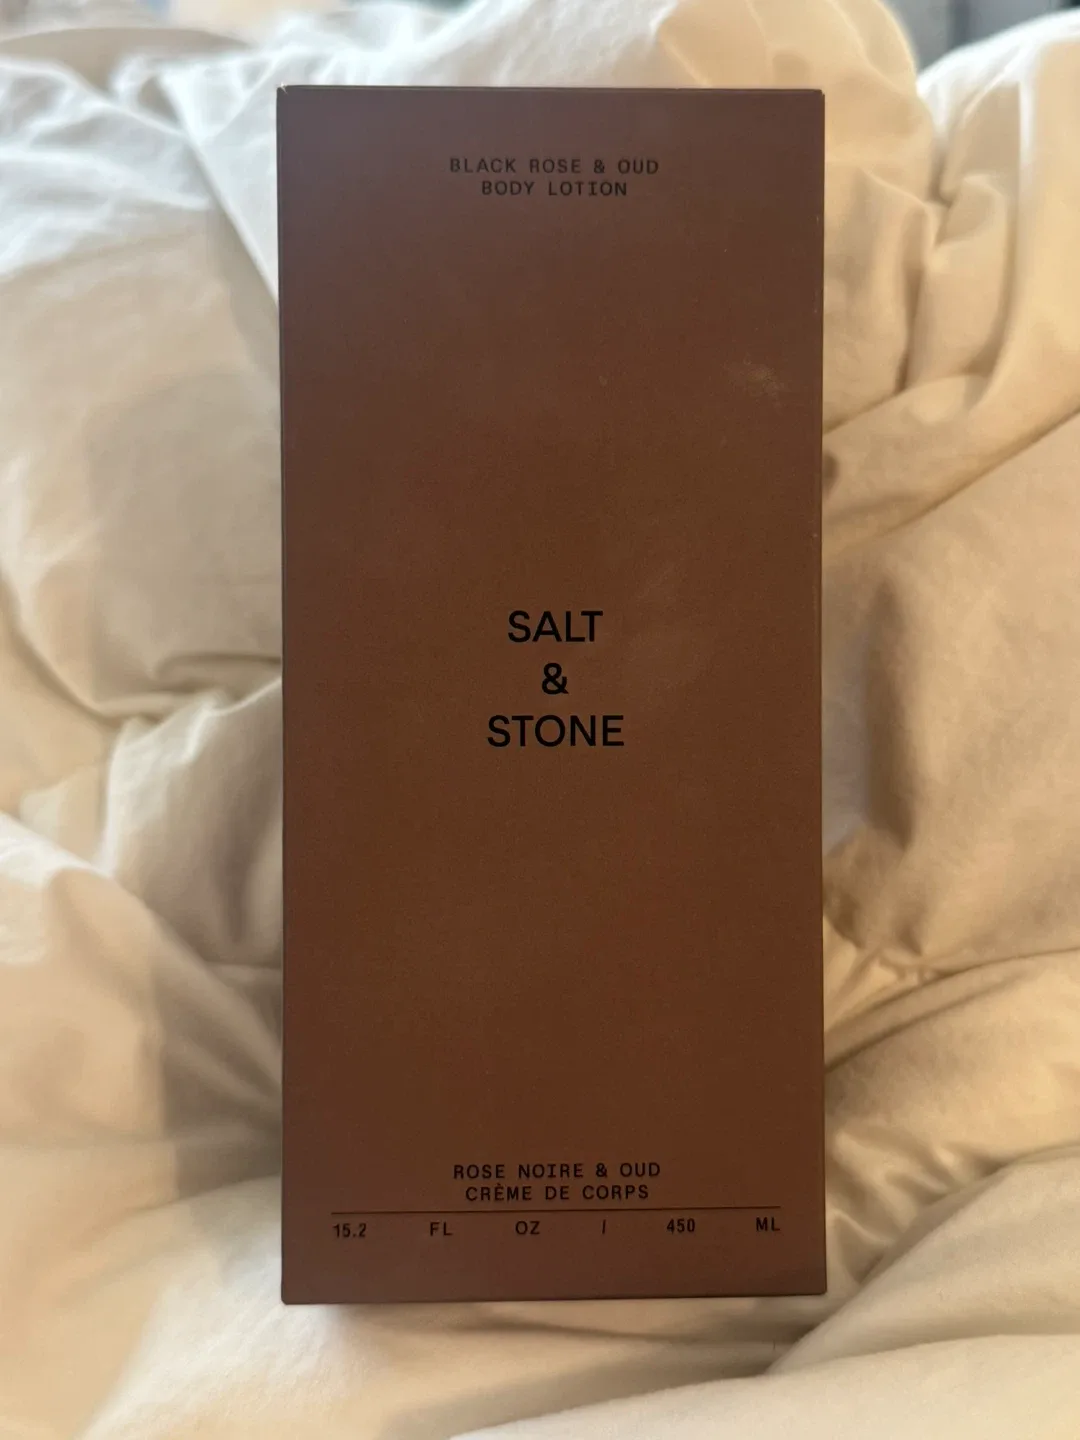 BLACK ROSE & OUD
BODY LOTION
SALT
&
STONE
ROSE NOIRE & OUD
CRÈME DE CORPS
15.2 FL OZ / 450 ML